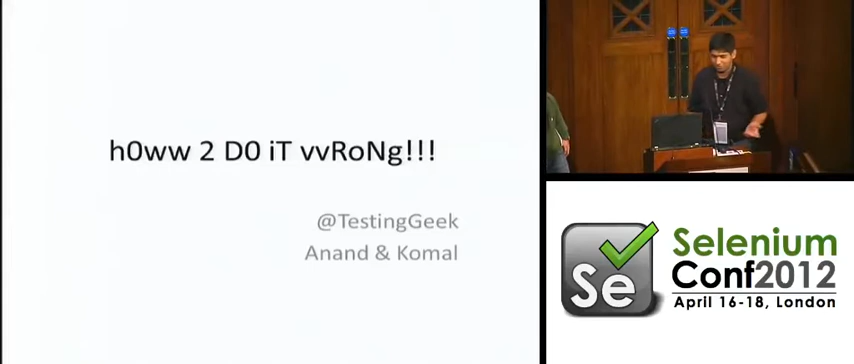 h0ww 2 D0 iT vvRoNg!!!
@TestingGeek
Anand & Komal
Se
Selenium
Conf2012
April 16-18, London